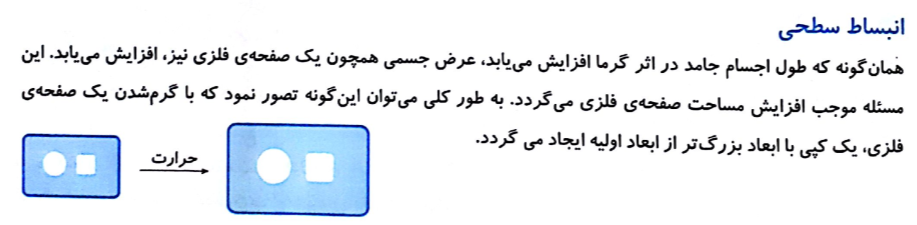 انبساط سطحی
همان‌گونه که طول اجسام جامد در اثر گرما افزایش می‌یابد، عرض جسمی همچون یک صفحه‌ی فلزی نیز، افزایش می‌یابد. این
مسئله موجب افزایش مساحت صفحه‌ی فلزی می‌گردد. به طور کلی می‌توان این‌گونه تصور نمود که با گرم‌شدن یک صفحه‌ی
فلزی، یک کپی با ابعاد بزرگ‌تر از ابعاد اولیه ایجاد می گردد.
حرارت